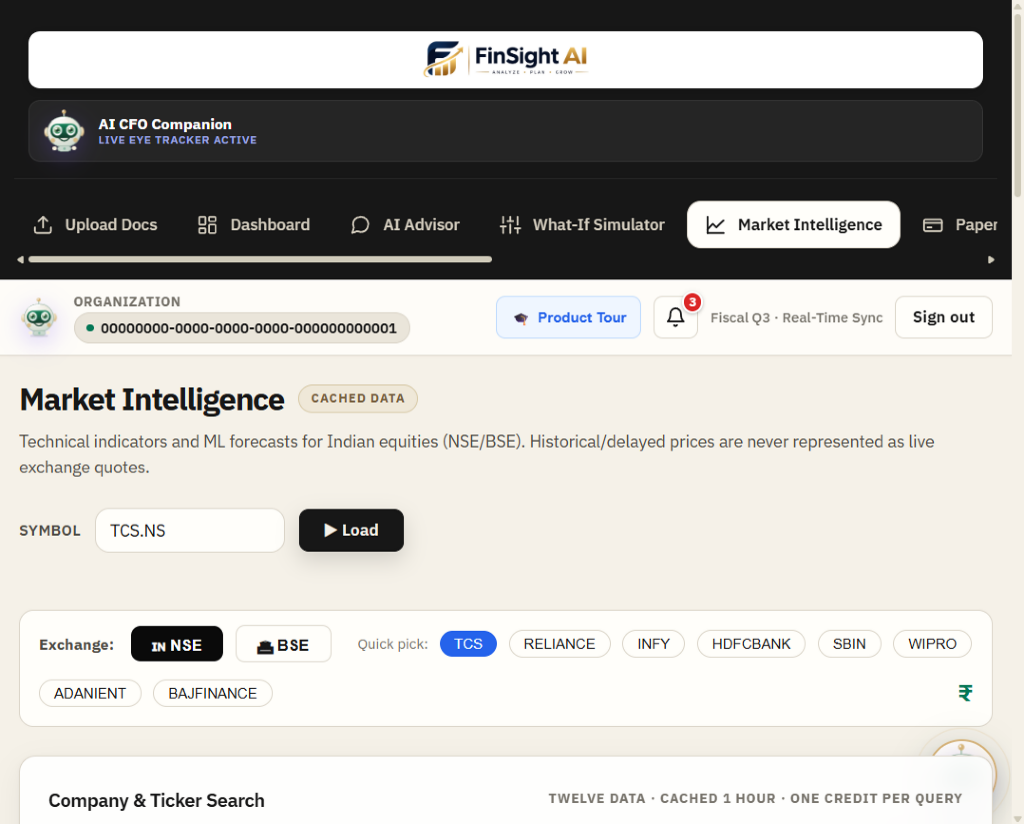 FinSight AI
ANALYZE · PLAN · GROW
AI CFO Companion
LIVE EYE TRACKER ACTIVE
Upload Docs
Dashboard
AI Advisor
What-If Simulator
Market Intelligence
Paper
ORGANIZATION
00000000-0000-0000-0000-000000000001
Product Tour
3
Fiscal Q3 · Real-Time Sync
Sign out
Market Intelligence
CACHED DATA
Technical indicators and ML forecasts for Indian equities (NSE/BSE). Historical/delayed prices are never represented as live
exchange quotes.
SYMBOL
TCS.NS
▶ Load
Exchange:
IN NSE
BSE
Quick pick:
TCS
RELIANCE
INFY
HDFCBANK
SBIN
WIPRO
ADANIENT
BAJFINANCE
₹
Company & Ticker Search
TWELVE DATA · CACHED 1 HOUR · ONE CREDIT PER QUERY